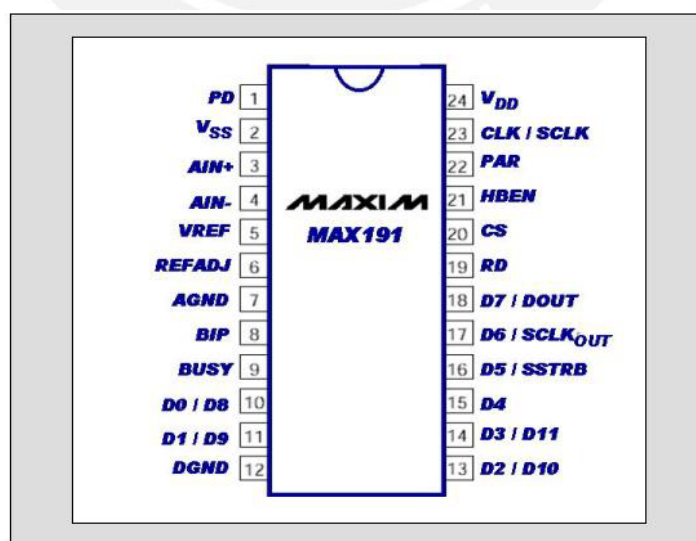 PD 1
VSS 2
AIN+ 3
AIN- 4
VREF 5
REFADJ 6
AGND 7
BIP 8
BUSY 9
D0 / D8 10
D1 / D9 11
DGND 12
MAXIM
MAX191
24 VDD
23 CLK / SCLK
22 PAR
21 HBEN
20 CS
19 RD
18 D7 / DOUT
17 D6 / SCLKOUT
16 D5 / SSTRB
15 D4
14 D3 / D11
13 D2 / D10